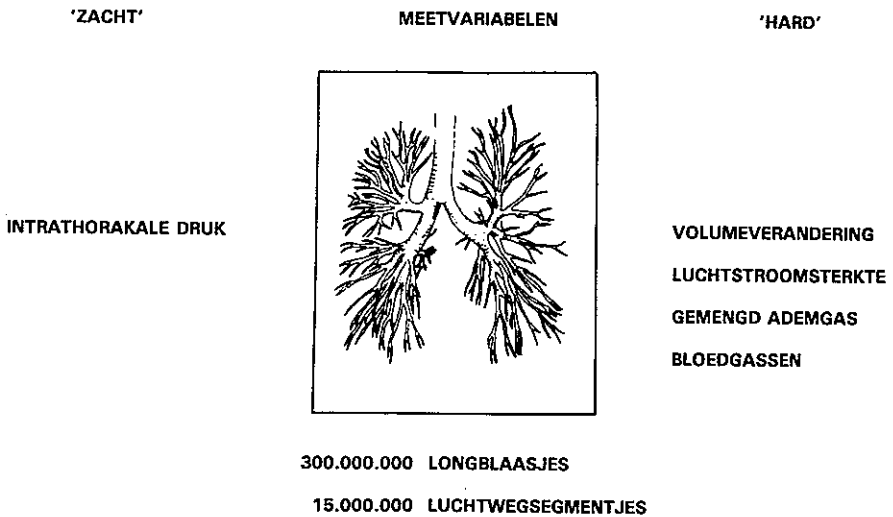 'ZACHT' MEETVARIABELEN 'HARD'
INTRATHORAKALE DRUK
VOLUMEVERANDERING
LUCHTSTROOMSTERKTE
GEMENGD ADEMGAS
BLOEDGASSEN
300.000.000 LONGBLAASJES
15.000.000 LUCHTWEGSEGMENTJES